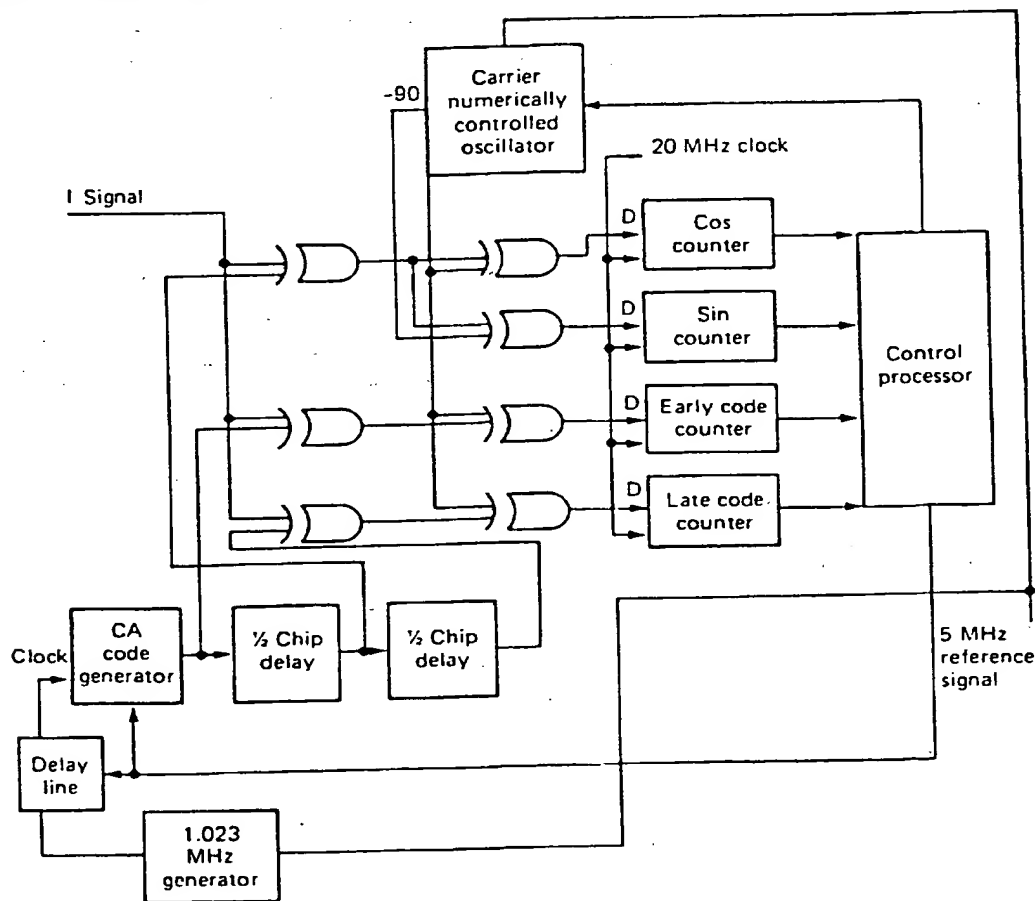 Carrier
numerically
controlled
oscillator
-90
20 MHz clock
I Signal
D
Cos
counter
D
Sin
counter
Control
processor
D
Early code
counter
D
Late code
counter
CA
code
generator
½ Chip
delay
½ Chip
delay
Clock
5 MHz
reference
signal
Delay
line
1.023
MHz
generator